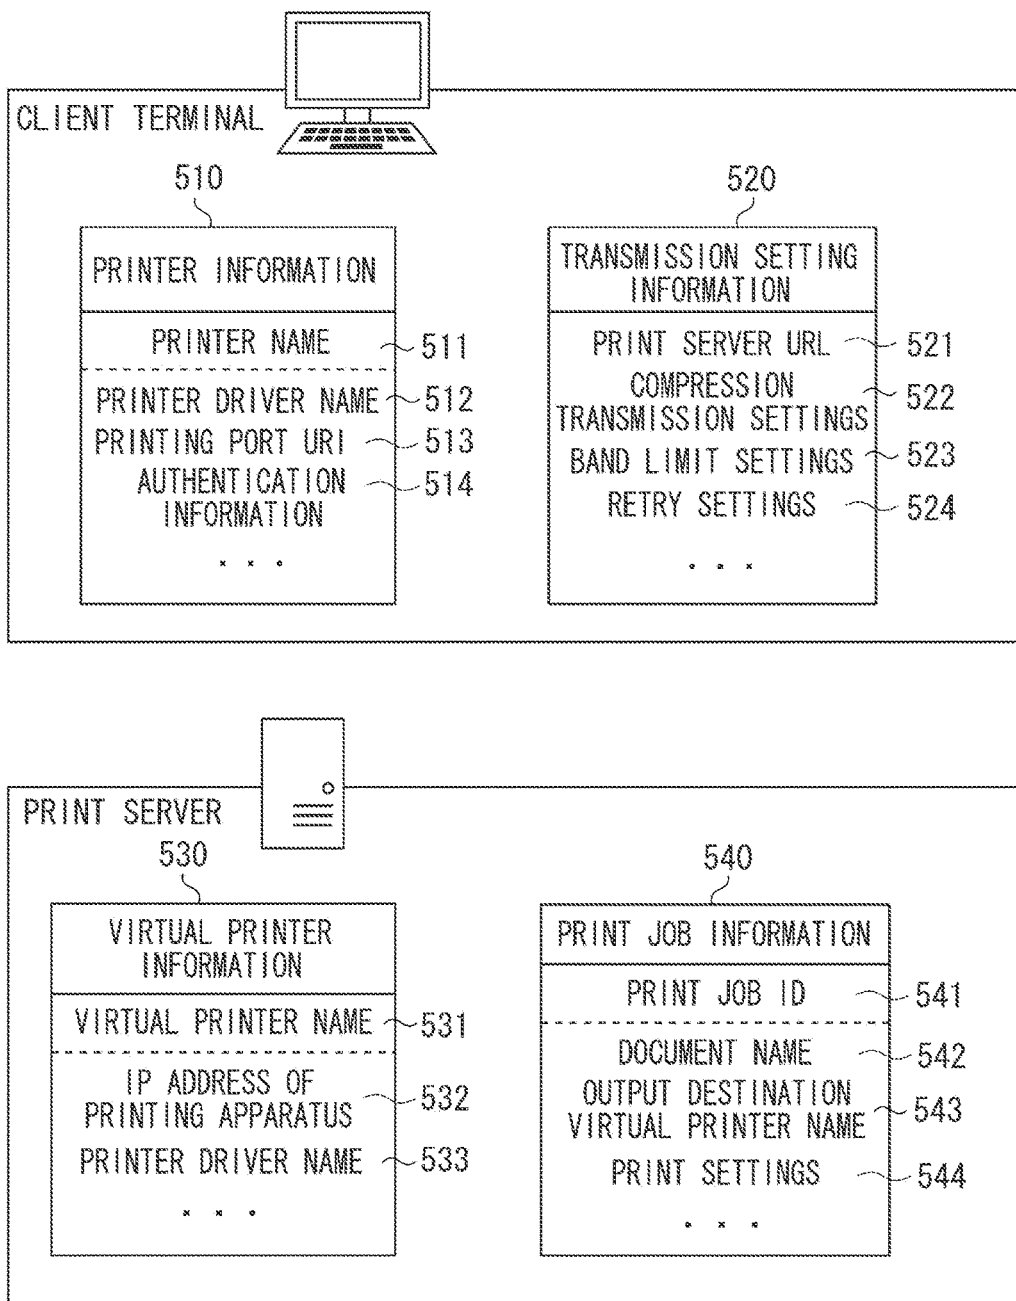 CLIENT TERMINAL
510
PRINTER INFORMATION
PRINTER NAME
511
PRINTER DRIVER NAME
512
PRINTING PORT URI
513
AUTHENTICATION
INFORMATION
514
. . .
520
TRANSMISSION SETTING
INFORMATION
PRINT SERVER URL
521
COMPRESSION
TRANSMISSION SETTINGS
522
BAND LIMIT SETTINGS
523
RETRY SETTINGS
524
. . .
PRINT SERVER
530
VIRTUAL PRINTER
INFORMATION
VIRTUAL PRINTER NAME
531
IP ADDRESS OF
PRINTING APPARATUS
532
PRINTER DRIVER NAME
533
. . .
540
PRINT JOB INFORMATION
PRINT JOB ID
541
DOCUMENT NAME
542
OUTPUT DESTINATION
VIRTUAL PRINTER NAME
543
PRINT SETTINGS
544
. . .